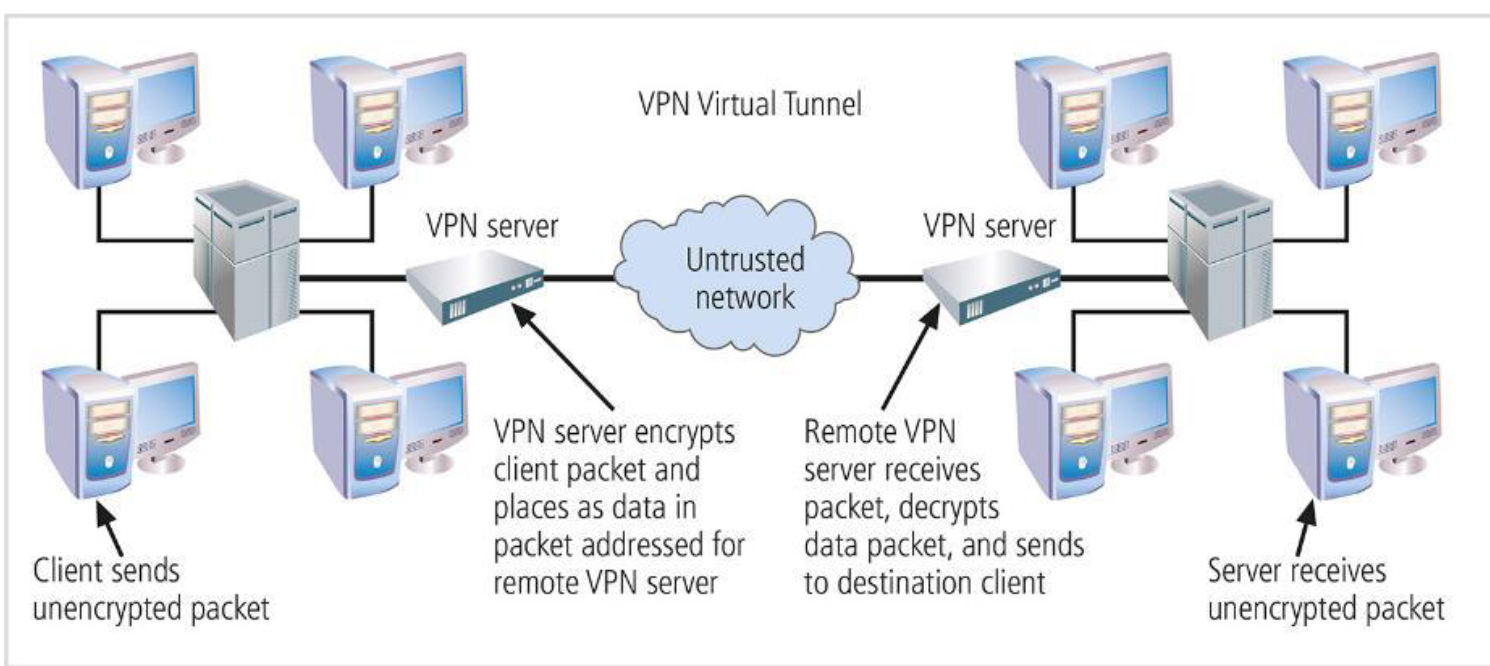 VPN Virtual Tunnel
VPN server
Untrusted
network
VPN server
Client sends
unencrypted packet
VPN server encrypts
client packet and
places as data in
packet addressed for
remote VPN server
Remote VPN
server receives
packet, decrypts
data packet, and sends
to destination client
Server receives
unencrypted packet